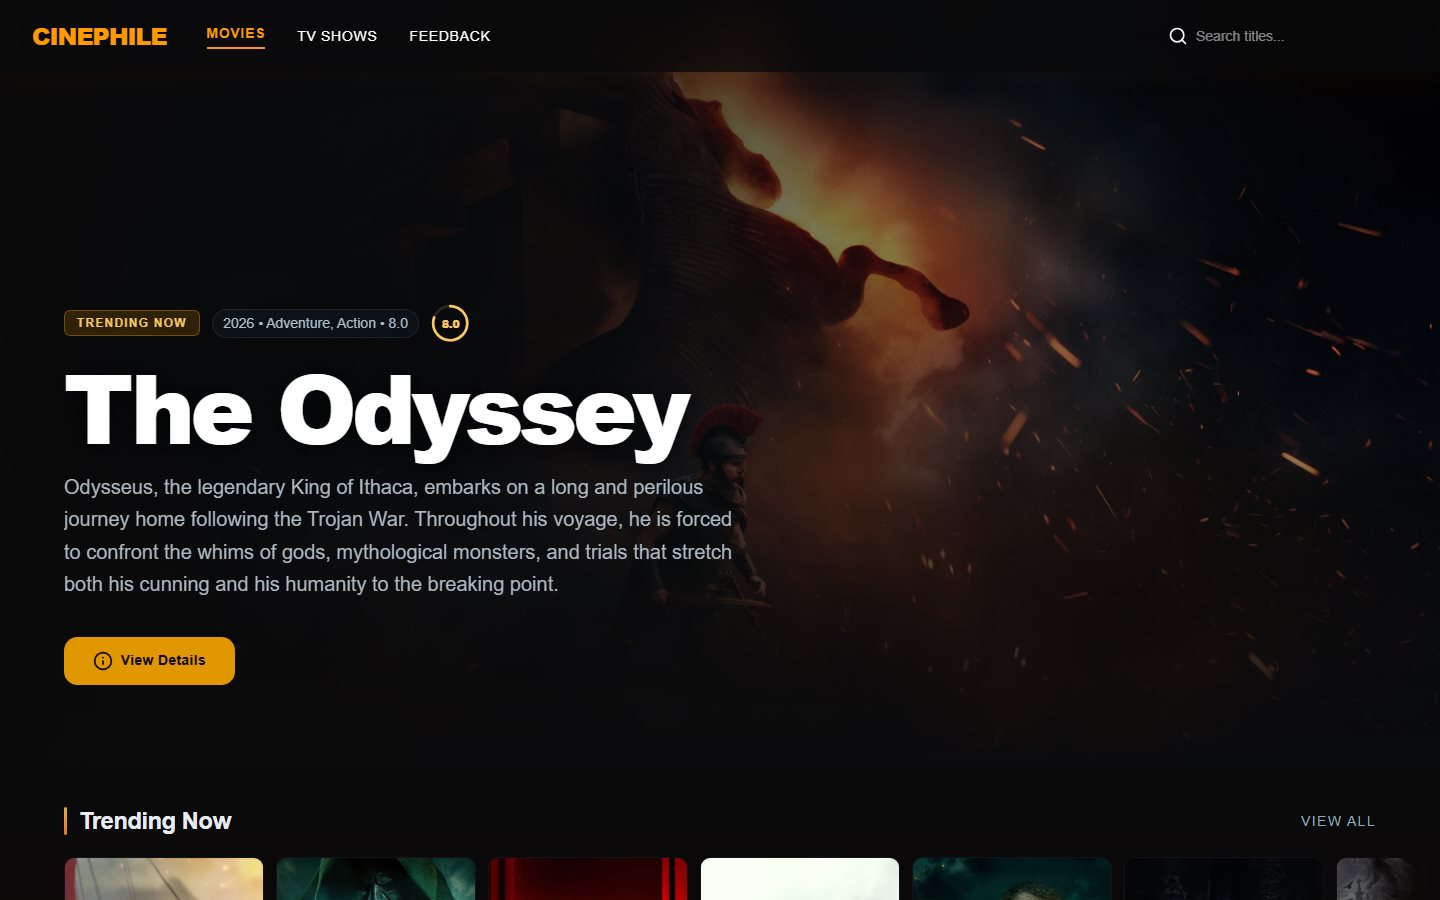 CINEPHILE
MOVIES
TV SHOWS
FEEDBACK
Search titles...
TRENDING NOW
2026 • Adventure, Action • 8.0
8.0
The Odyssey
Odysseus, the legendary King of Ithaca, embarks on a long and perilous
journey home following the Trojan War. Throughout his voyage, he is forced
to confront the whims of gods, mythological monsters, and trials that stretch
both his cunning and his humanity to the breaking point.
View Details
Trending Now
VIEW ALL